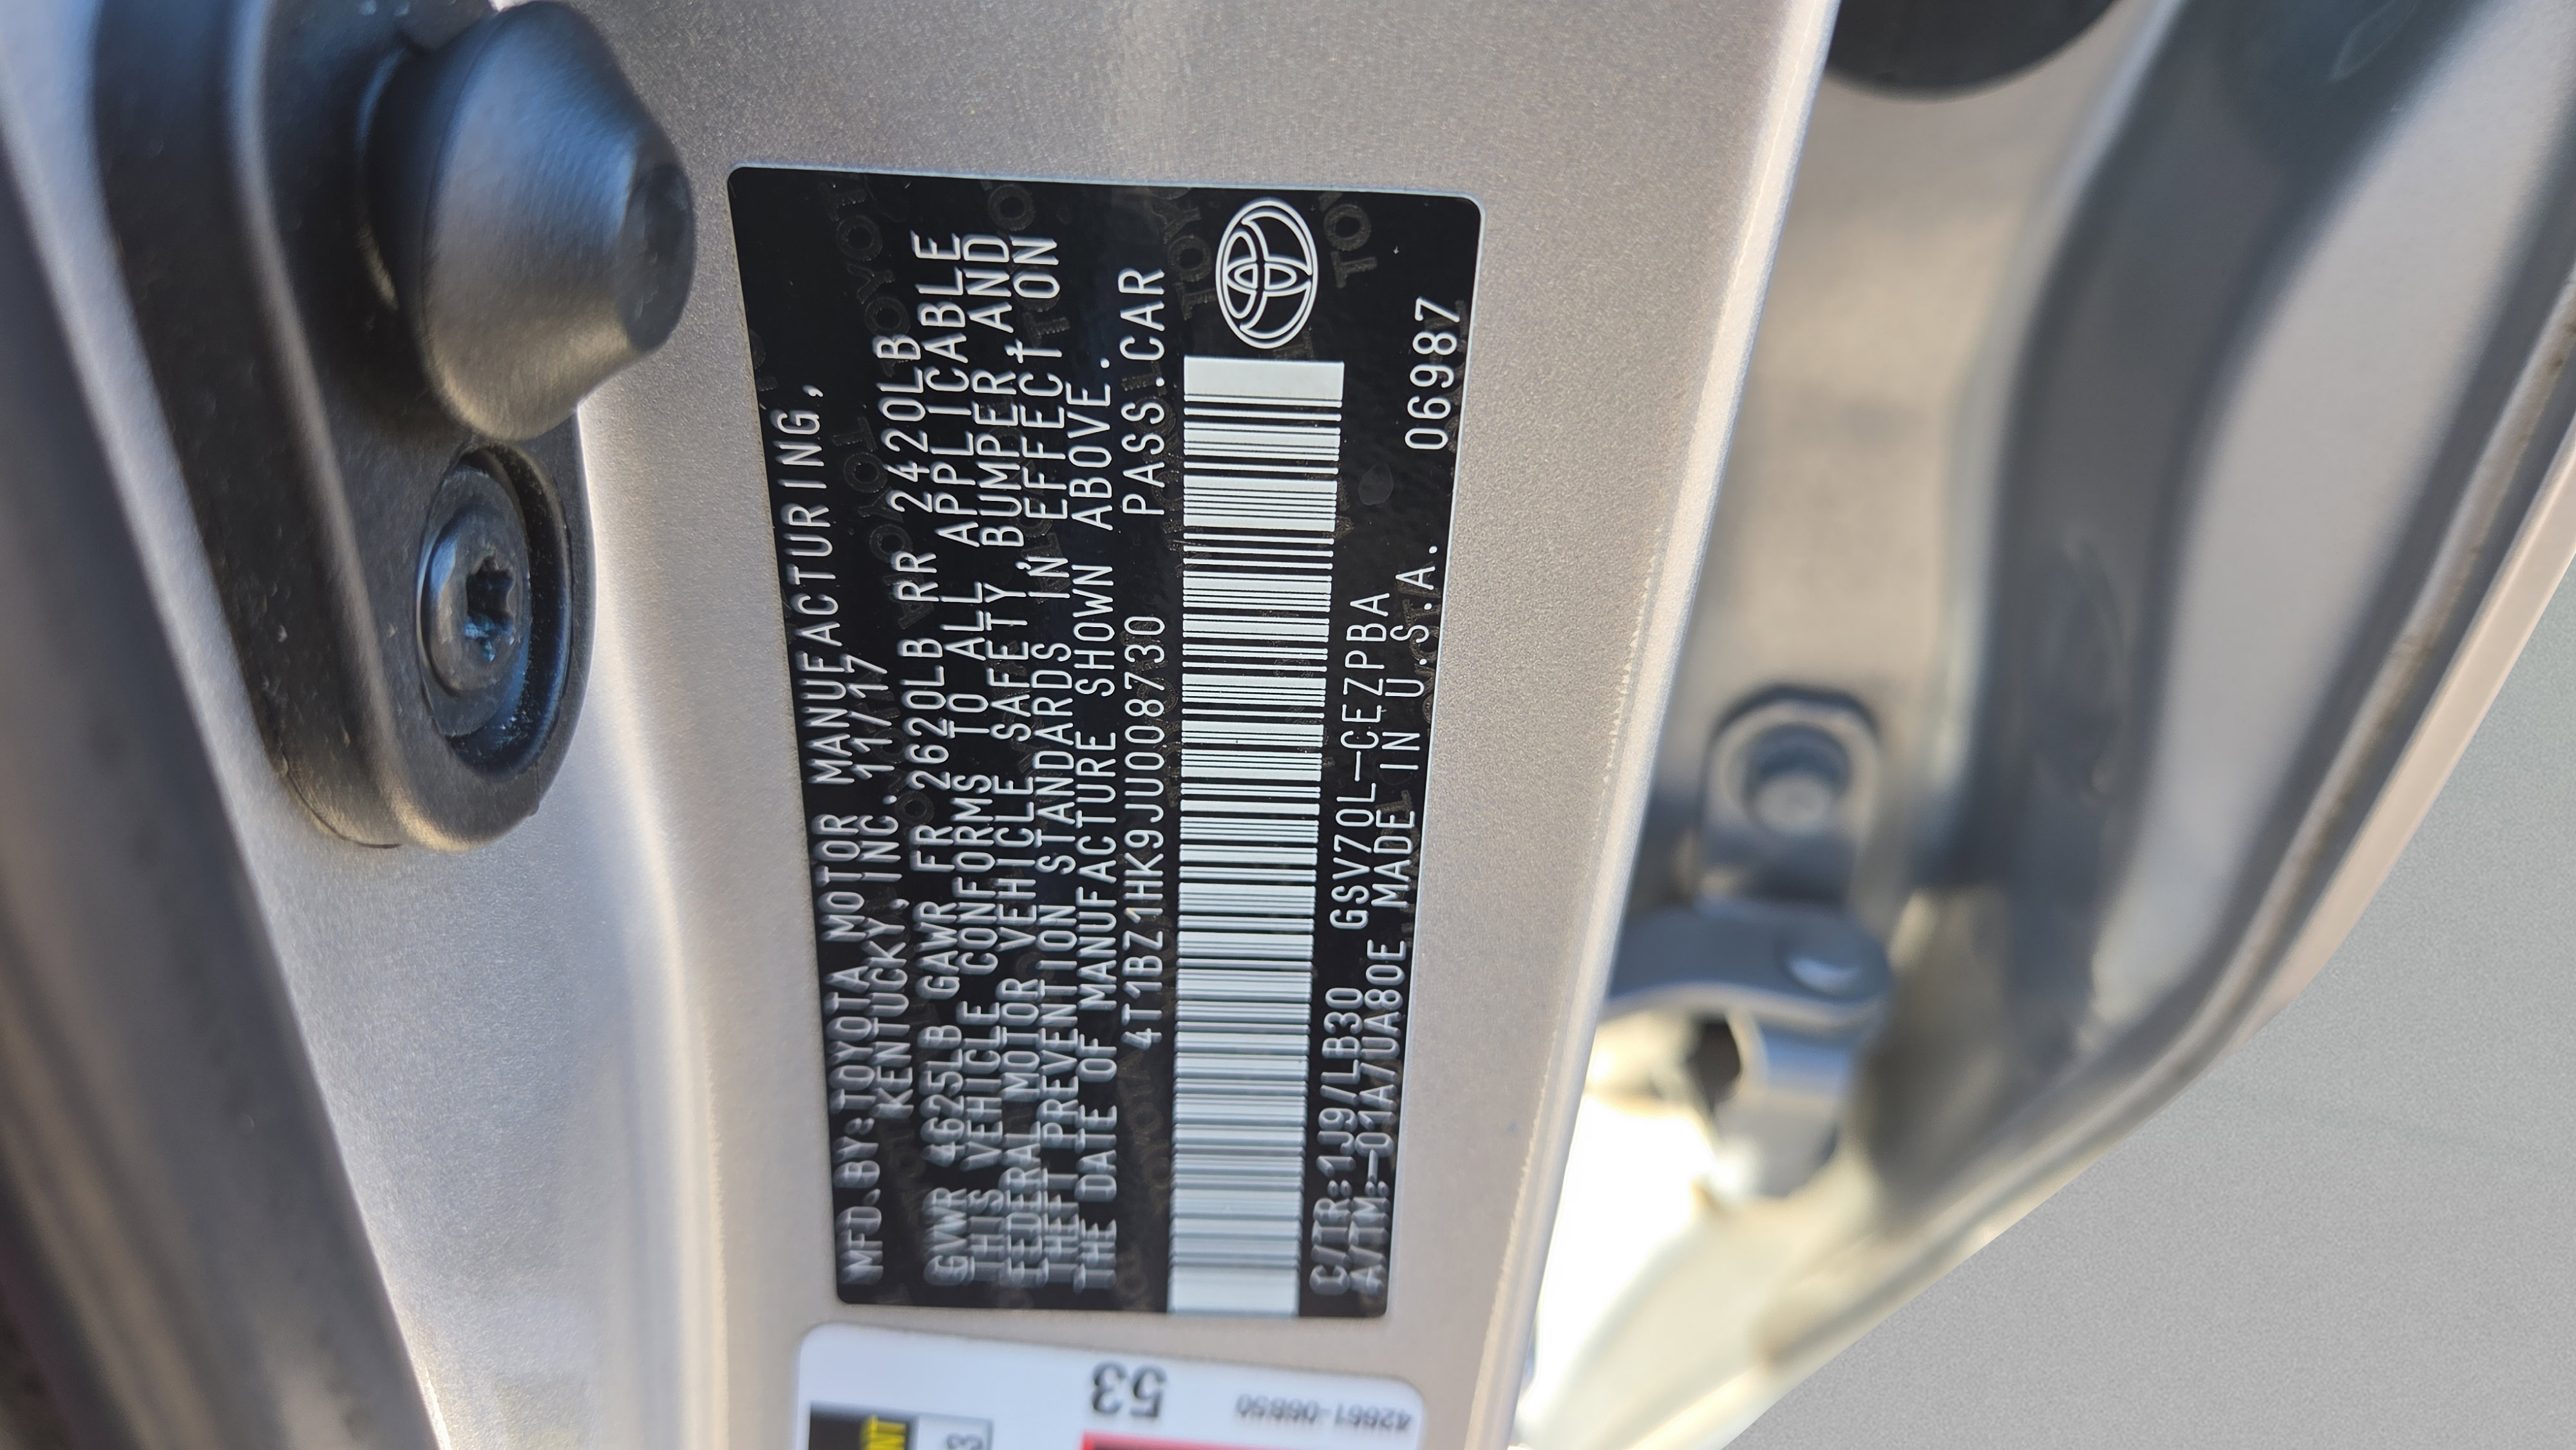 MFD.BY:TOYOTA MOTOR MANUFACTURING,
KENTUCKY, INC. 11/17
GVWR 4625LB GAWR FR 2620LB RR 2420LB
THIS VEHICLE CONFORMS TO ALL APPLICABLE
FEDERAL MOTOR VEHICLE SAFETY, BUMPER, AND
THEFT PREVENTION STANDARDS IN EFFECT ON
THE DATE OF MANUFACTURE SHOWN ABOVE.
4T1BZ1HK9JU008730 PASS.CAR
C/TR:1J9/LB30 GSV70L-CEZPBA
A/TM:-01A/UA80E MADE IN U.S.A.
06987
53
42661-06B50